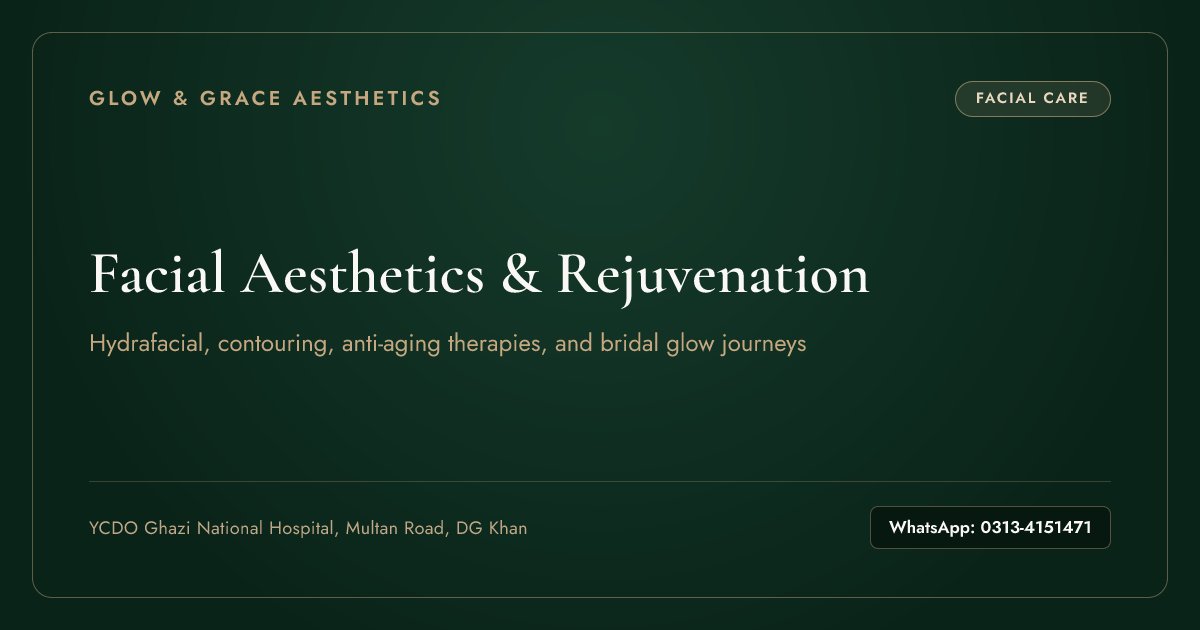 GLOW & GRACE AESTHETICS
FACIAL CARE
Facial Aesthetics & Rejuvenation
Hydrafacial, contouring, anti-aging therapies, and bridal glow journeys
YCDO Ghazi National Hospital, Multan Road, DG Khan
WhatsApp: 0313-4151471